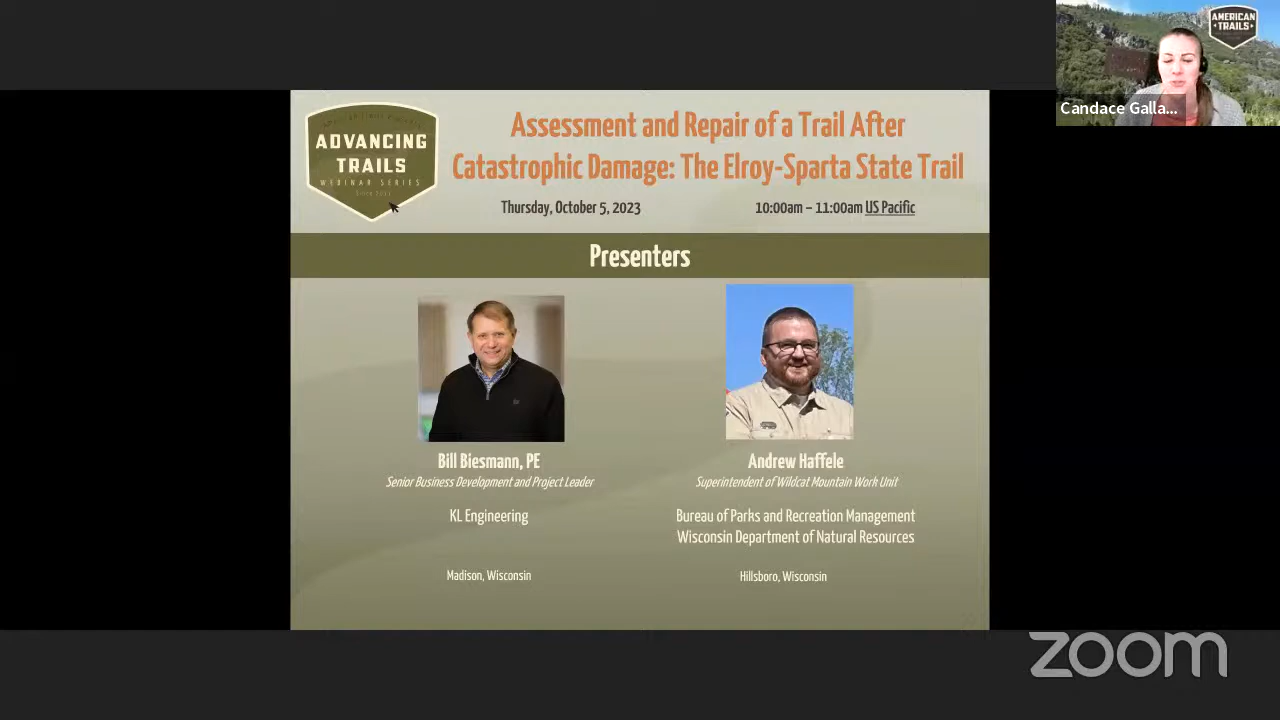 AMERICAN
TRAILS
Candace Galla...
ADVANCING
TRAILS
WEBINAR SERIES
Since 2011
Assessment and Repair of a Trail After
Catastrophic Damage: The Elroy-Sparta State Trail
Thursday, October 5, 2023
10:00am – 11:00am US Pacific
Presenters
Bill Biesmann, PE
Senior Business Development and Project Leader
KL Engineering
Madison, Wisconsin
Andrew Haffele
Superintendent of Wildcat Mountain Work Unit
Bureau of Parks and Recreation Management
Wisconsin Department of Natural Resources
Hillsboro, Wisconsin
zoom